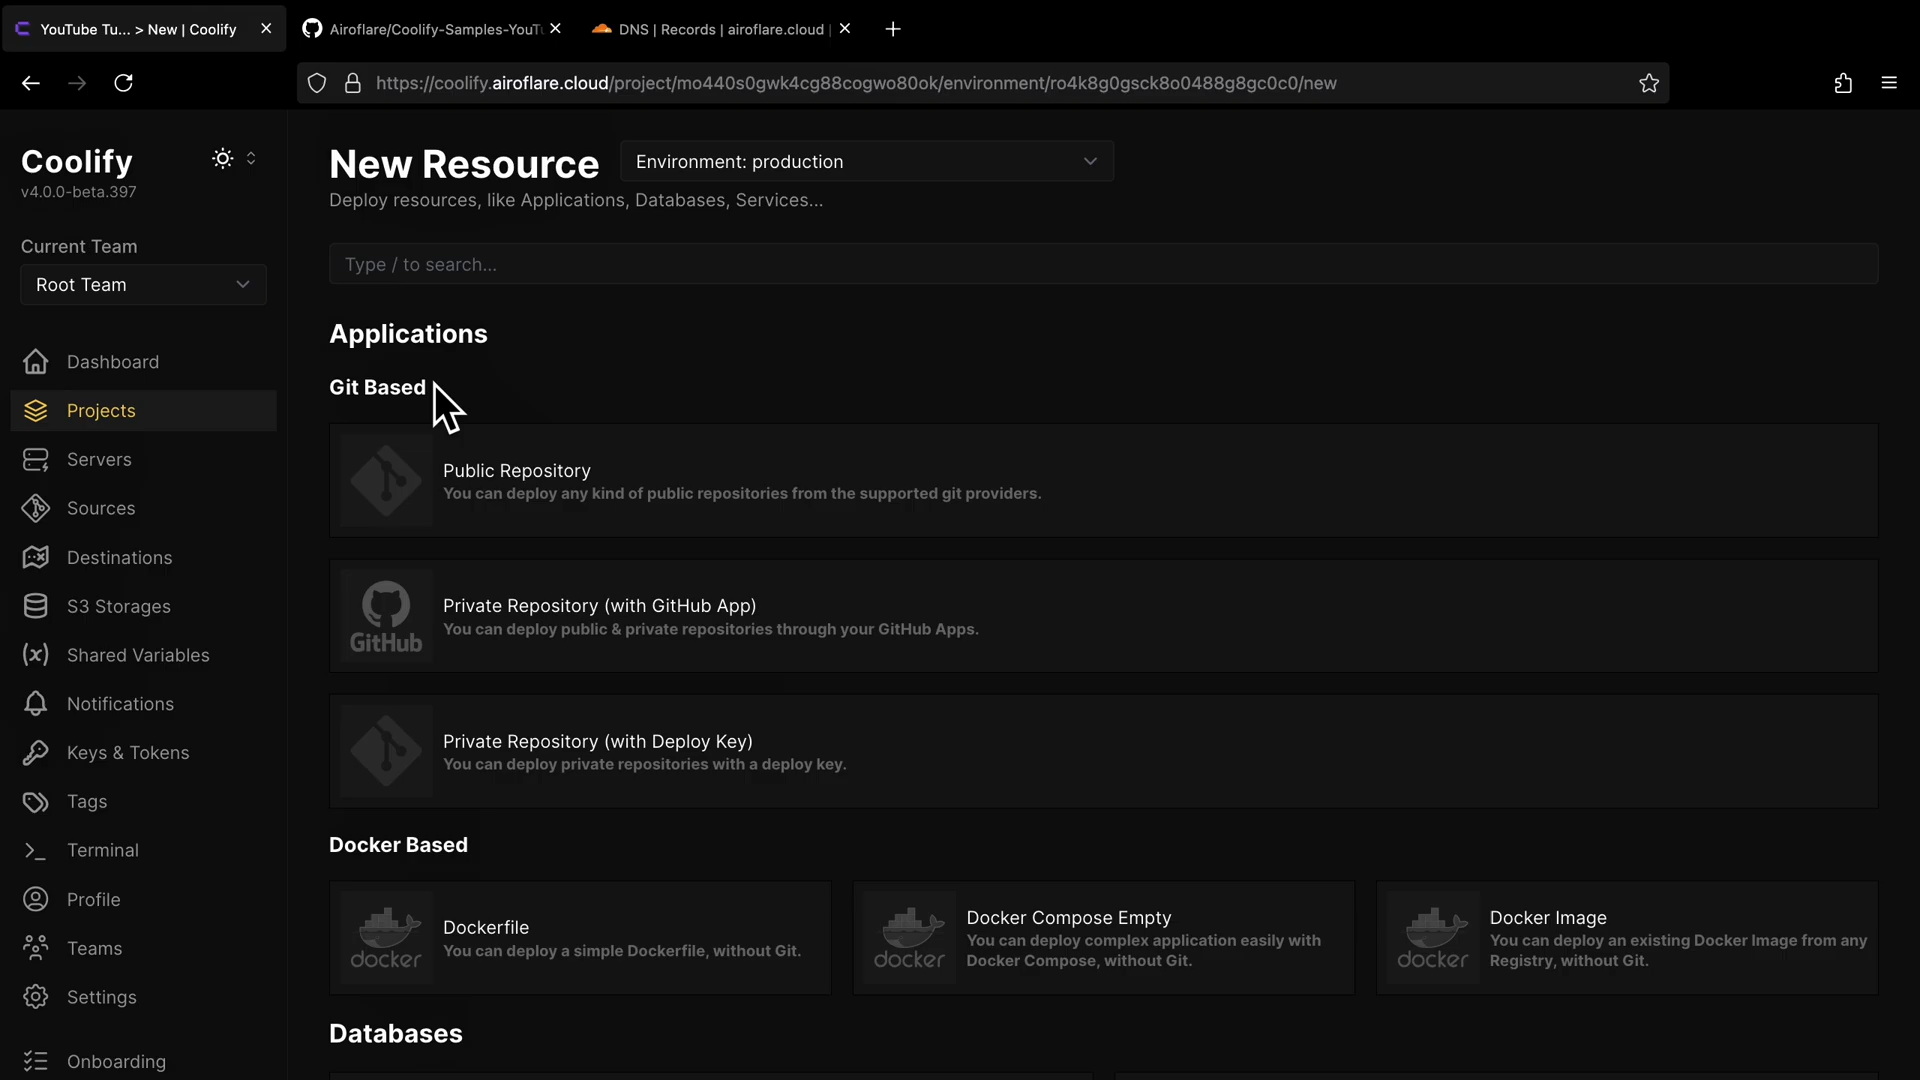 YouTube Tu... > New | Coolify
Airoflare/Coolify-Samples-YouT
DNS | Records | airoflare.cloud |
https://coolify.airoflare.cloud/project/mo440s0gwk4cg88cogwo80ok/environment/ro4k8g0gsck8o0488g8gc0c0/new
Coolify
v4.0.0-beta.397
Current Team
Root Team
Dashboard
Projects
Servers
Sources
Destinations
S3 Storages
Shared Variables
Notifications
Keys & Tokens
Tags
Terminal
Profile
Teams
Settings
Onboarding
New Resource
Environment: production
Deploy resources, like Applications, Databases, Services...
Type / to search...
Applications
Git Based
Public Repository
You can deploy any kind of public repositories from the supported git providers.
GitHub
Private Repository (with GitHub App)
You can deploy public & private repositories through your GitHub Apps.
Private Repository (with Deploy Key)
You can deploy private repositories with a deploy key.
Docker Based
docker
Dockerfile
You can deploy a simple Dockerfile, without Git.
docker
Docker Compose Empty
You can deploy complex application easily with
Docker Compose, without Git.
docker
Docker Image
You can deploy an existing Docker Image from any
Registry, without Git.
Databases